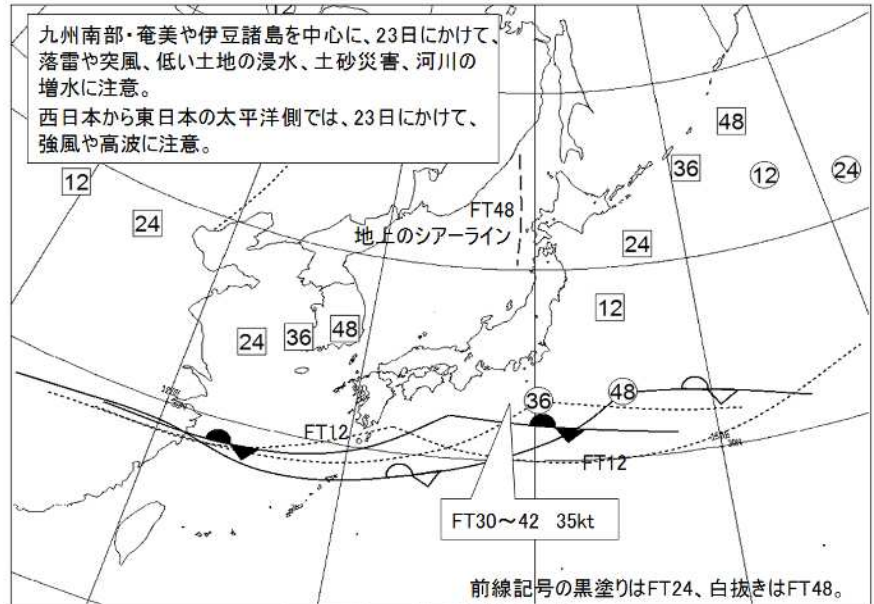 九州南部・奄美や伊豆諸島を中心に、23日にかけて、
落雷や突風、低い土地の浸水、土砂災害、河川の
増水に注意。
西日本から東日本の太平洋側では、23日にかけて、
強風や高波に注意。
48
12
36
12
24
24
FT48
地上のシアーライン
24
12
24
36
48
36
48
FT12
FT12
FT30～42 35kt
前線記号の黒塗りはFT24、白抜きはFT48。